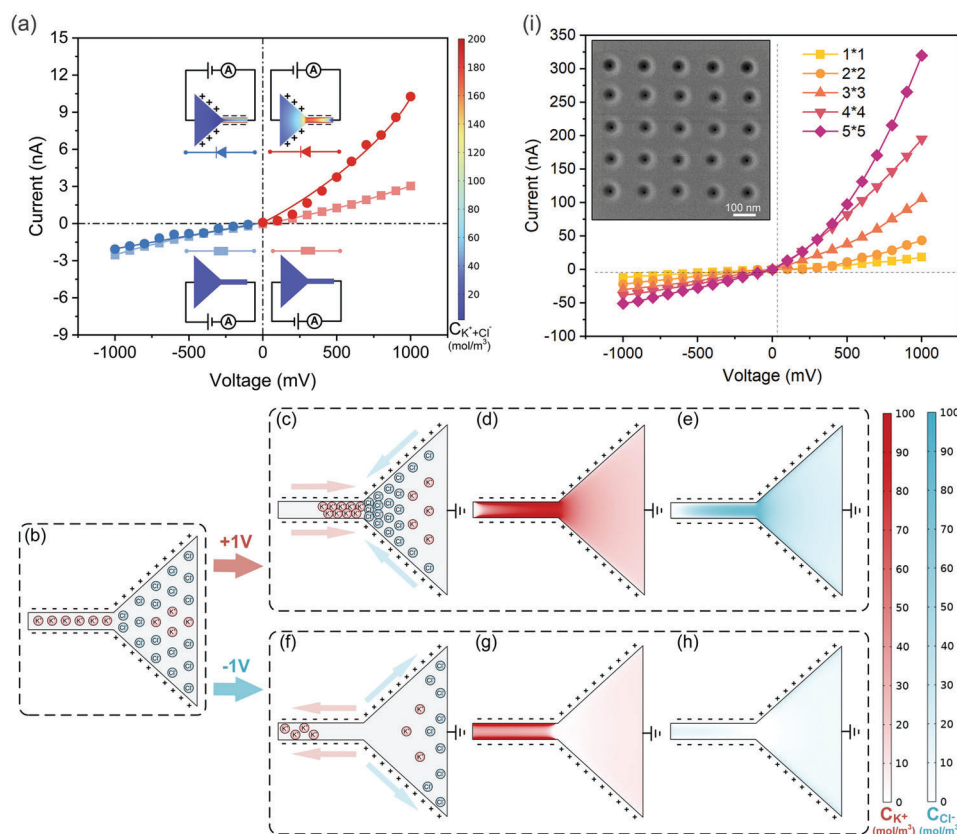 (a)
Current (nA)
15
12
9
6
3
0
-3
-6
-9
-1000
-500
0
500
1000
Voltage (mV)
A
A
A
A
200
180
160
140
120
100
80
60
40
20
C_K⁺+Cl⁻
(mol/m³)
(i)
Current (nA)
350
300
250
200
150
100
50
0
-50
-100
-1000
-500
0
500
1000
Voltage (mV)
100 nm
1*1
2*2
3*3
4*4
5*5
(b)
+1V
-1V
(c)
(d)
(e)
(f)
(g)
(h)
100
90
80
70
60
50
40
30
20
10
0
C_K+
(mol/m³)
100
90
80
70
60
50
40
30
20
10
0
C_Cl-
(mol/m³)